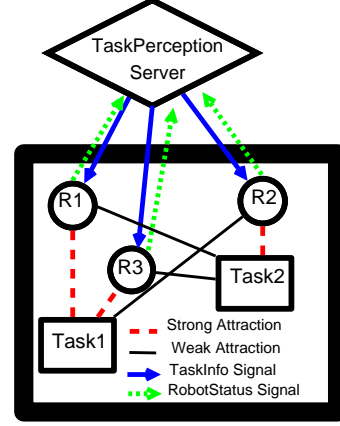 TaskPerception
Server
R1
R2
R3
Task2
Task1
Strong Attraction
Weak Attraction
TaskInfo Signal
RobotStatus Signal